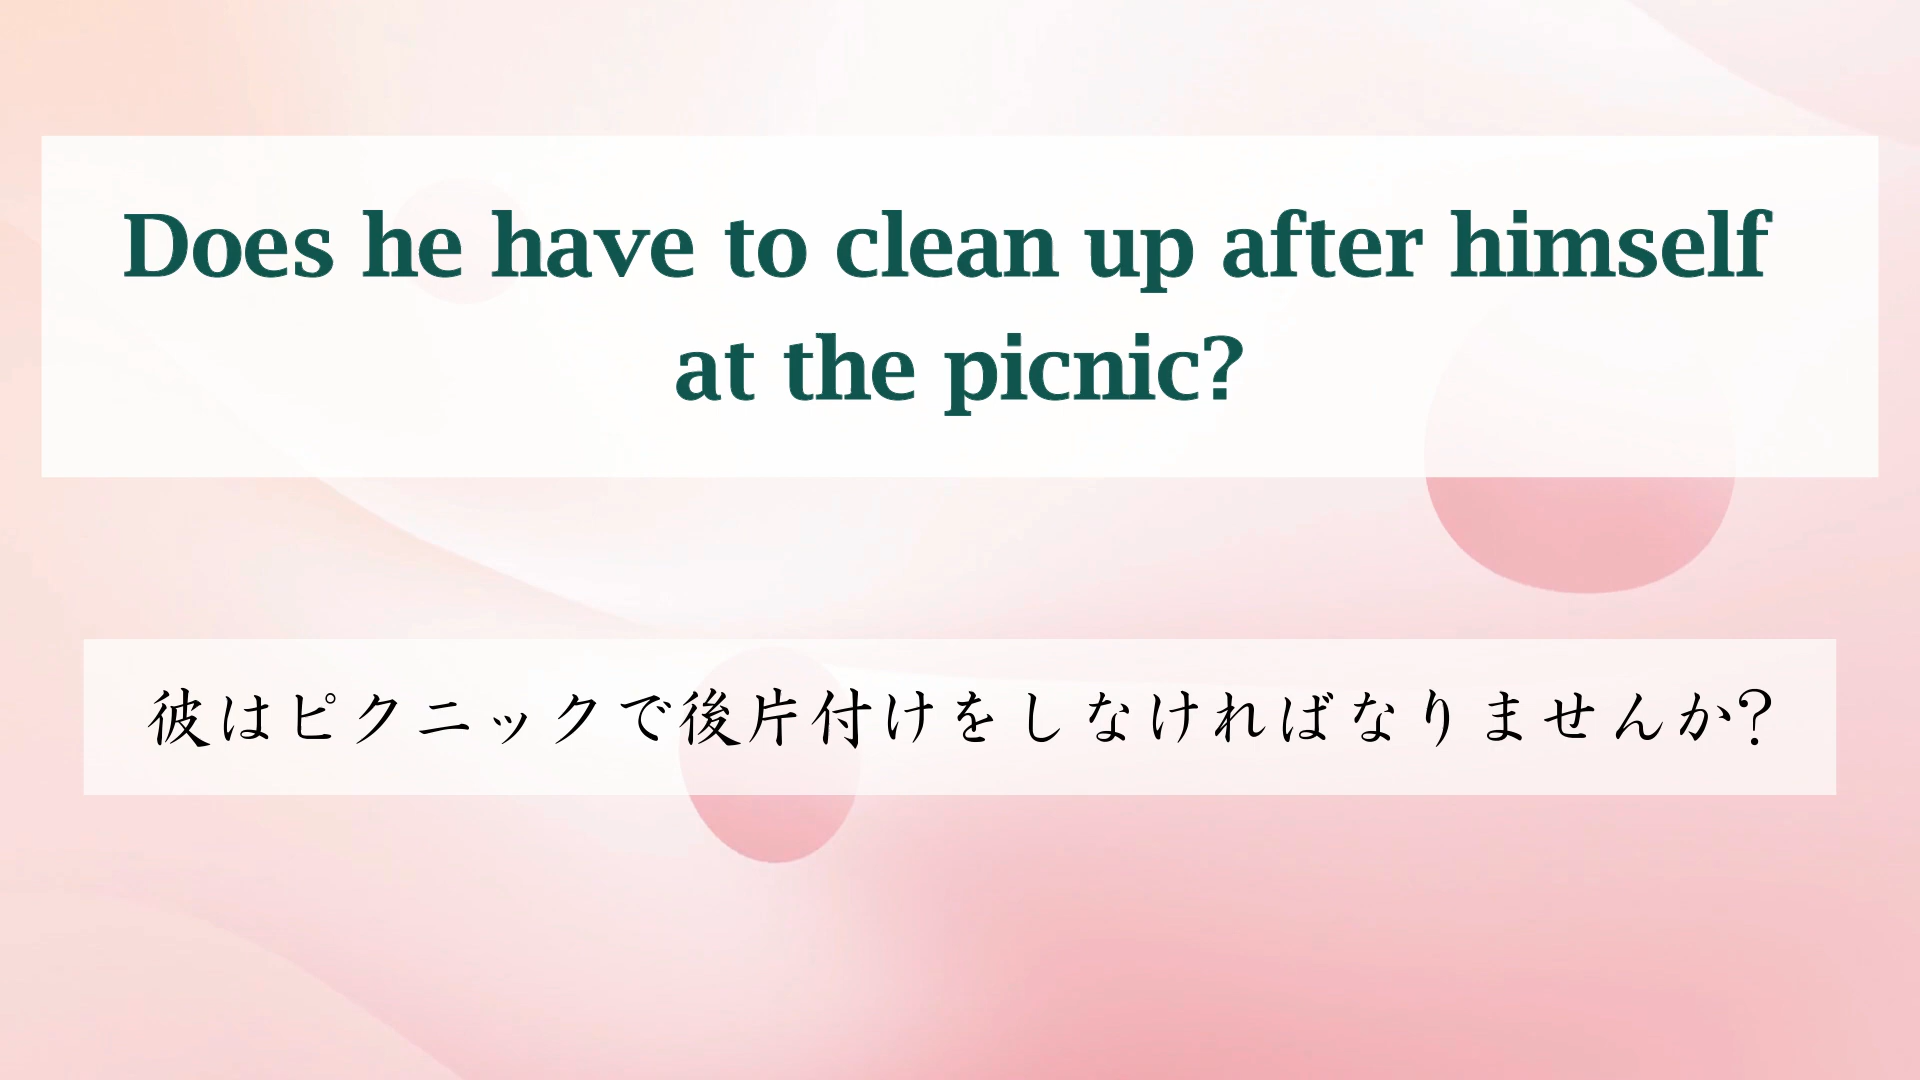 Does he have to clean up after himself
at the picnic?
彼はピクニックで後片付けをしなければなりませんか?